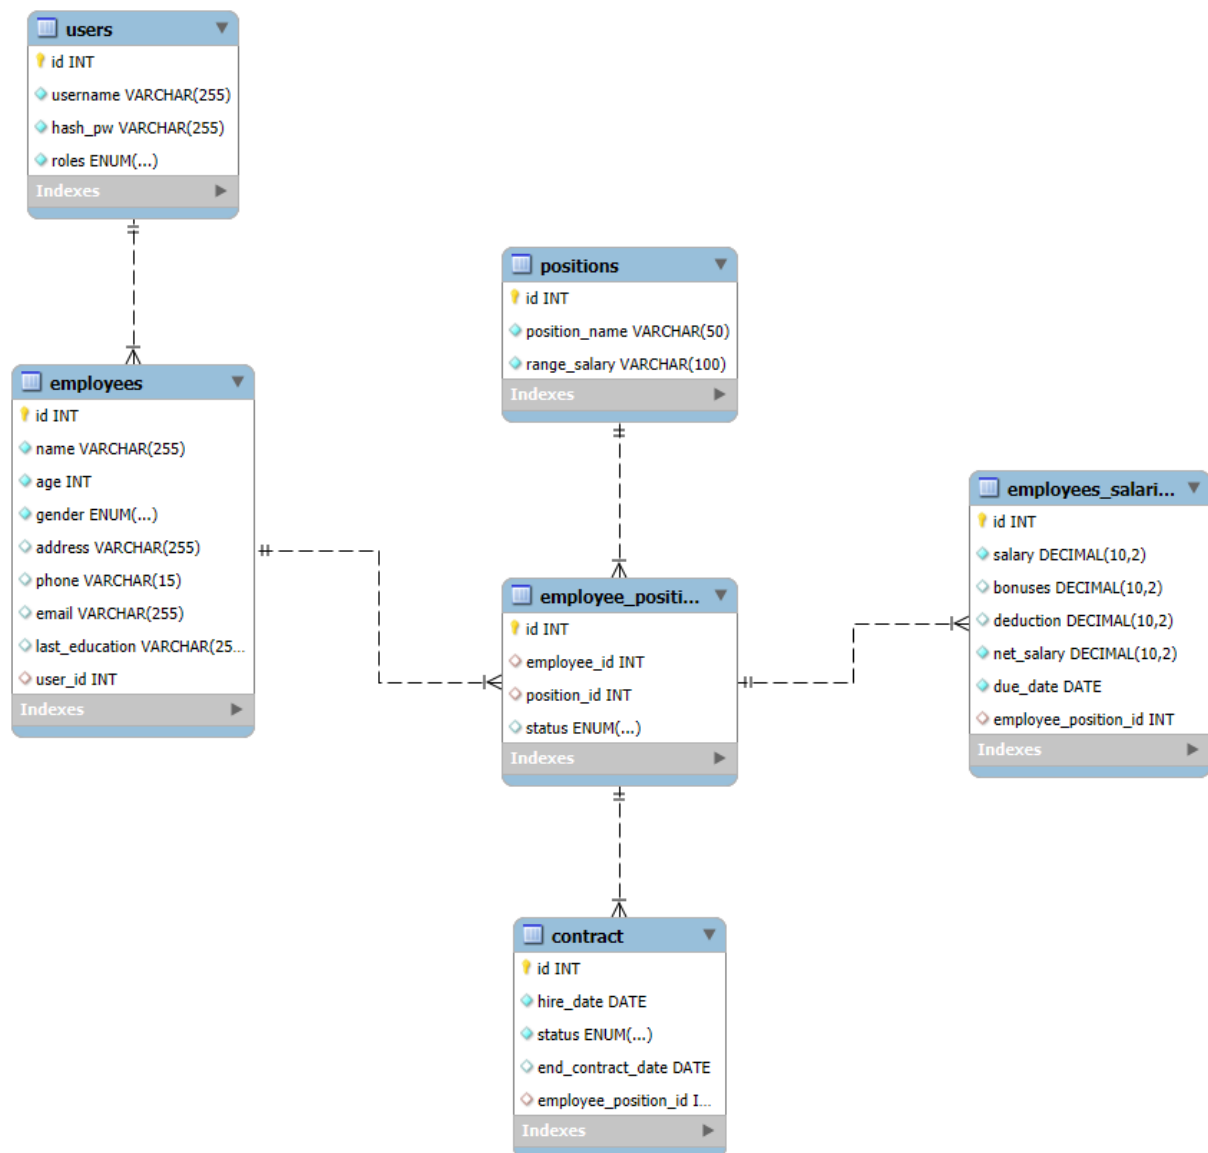 users
id INT
username VARCHAR(255)
hash_pw VARCHAR(255)
roles ENUM(...)
Indexes
employees
id INT
name VARCHAR(255)
age INT
gender ENUM(...)
address VARCHAR(255)
phone VARCHAR(15)
email VARCHAR(255)
last_education VARCHAR(25...
user_id INT
Indexes
positions
id INT
position_name VARCHAR(50)
range_salary VARCHAR(100)
Indexes
employee_positi...
id INT
employee_id INT
position_id INT
status ENUM(...)
Indexes
employees_salari...
id INT
salary DECIMAL(10,2)
bonuses DECIMAL(10,2)
deduction DECIMAL(10,2)
net_salary DECIMAL(10,2)
due_date DATE
employee_position_id INT
Indexes
contract
id INT
hire_date DATE
status ENUM(...)
end_contract_date DATE
employee_position_id I...
Indexes